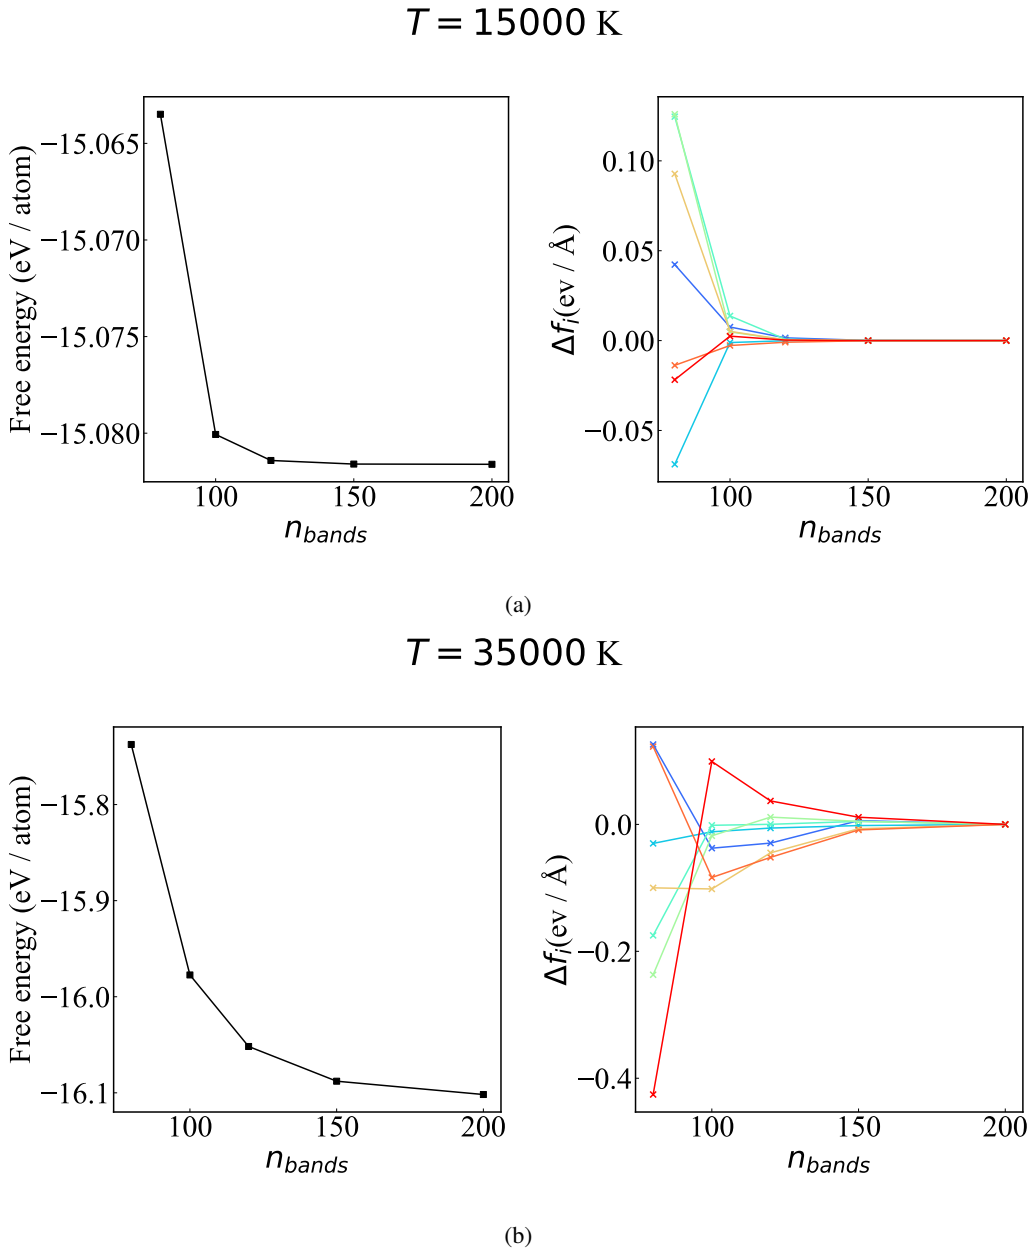 T = 15000 K
Free energy (eV / atom)
−15.065
−15.070
−15.075
−15.080
100
150
200
n_bands
Δf_i(ev / Å)
0.10
0.05
0.00
−0.05
100
150
200
n_bands
(a)
T = 35000 K
Free energy (eV / atom)
−15.8
−15.9
−16.0
−16.1
100
150
200
n_bands
Δf_i(ev / Å)
0.0
−0.2
−0.4
100
150
200
n_bands
(b)